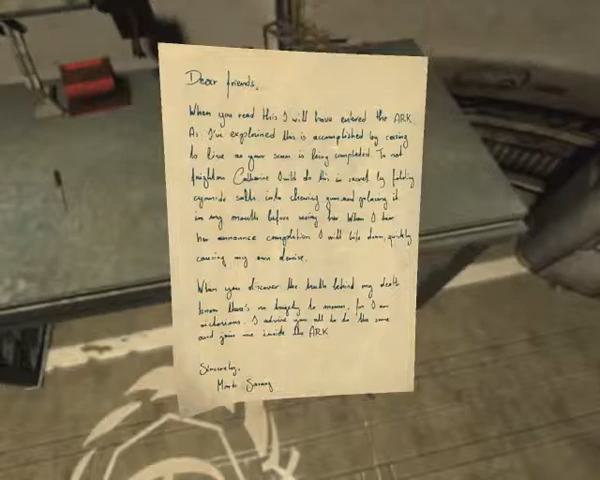 Dear friends,
When you read this I will have entered the ARK.
As I've explained this is accomplished by ceasing
to live as your scan is being completed. To not
frighten Catherine I will do this in secret by folding
cyanide salts into chewing gum and placing it
in my mouth before seeing her. When I hear
her announce completion I will bite down, quickly
causing my own demise.
When you discover the truth behind my death
know there's no tragedy to mourn, for I am
victorious. I advise you all to do the same
and join me inside the ARK
Sincerely,
Mark Sarang